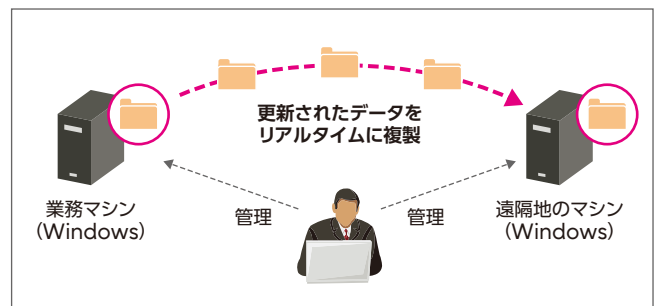 更新されたデータを
リアルタイムに複製
業務マシン
（Windows）
管理
管理
遠隔地のマシン
（Windows）